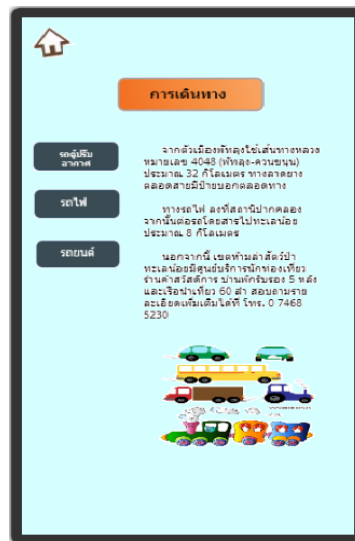 การเดินทาง
รถตู้ปรับ
อากาศ
รถไฟ
รถยนต์
จากตัวเมืองพัทลุงใช้เส้นทางหลวง
หมายเลข 4048 (พัทลุง-ควนขนุน)
ประมาณ 32 กิโลเมตร ทางลาดยาง
ตลอดสายมีป้ายบอกตลอดทาง
ทางรถไฟ ลงที่สถานีปากคลอง
จากนั้นต่อรถโดยสารไปทะเลน้อย
ประมาณ 8 กิโลเมตร
นอกจากนี้ เขตห้ามล่าสัตว์ป่า
ทะเลน้อยมีศูนย์บริการนักท่องเที่ยว
ร้านค้าสวัสดิการ บ้านพักรับรอง 5 หลัง
และเรือนำเที่ยว 60 ลำ สอบถามราย
ละเอียดเพิ่มเติมได้ที่ โทร. 0 7468
5230